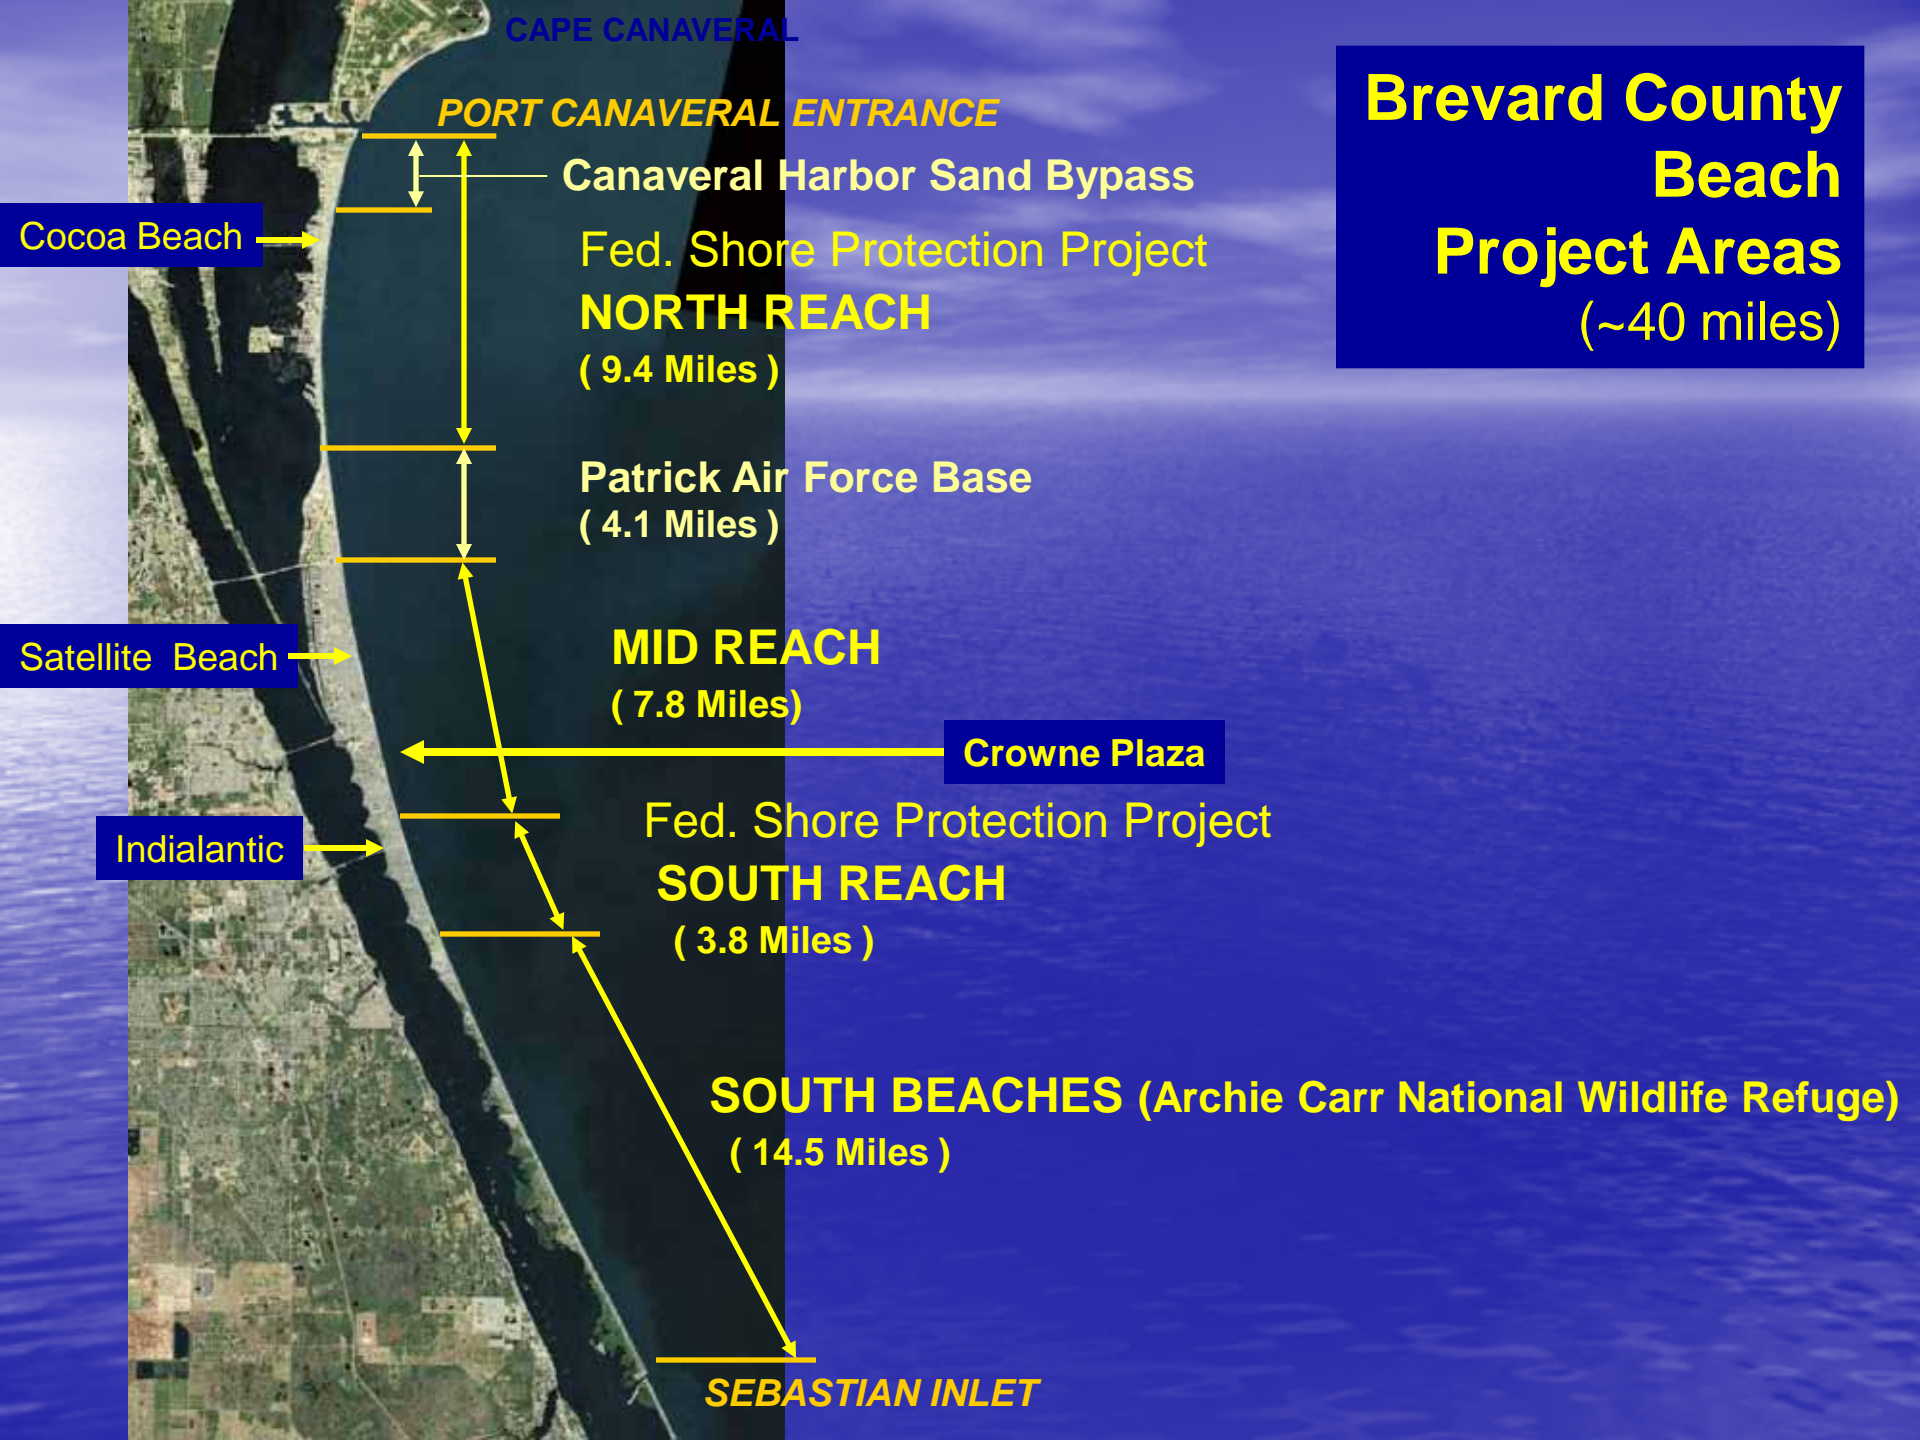 CAPE CANAVERAL
Brevard County
Beach
Project Areas
(~40 miles)
PORT CANAVERAL ENTRANCE
Canaveral Harbor Sand Bypass
Cocoa Beach
Fed. Shore Protection Project
NORTH REACH
( 9.4 Miles )
Patrick Air Force Base
( 4.1 Miles )
Satellite Beach
MID REACH
( 7.8 Miles)
Crowne Plaza
Indialantic
Fed. Shore Protection Project
SOUTH REACH
( 3.8 Miles )
SOUTH BEACHES (Archie Carr National Wildlife Refuge)
( 14.5 Miles )
SEBASTIAN INLET